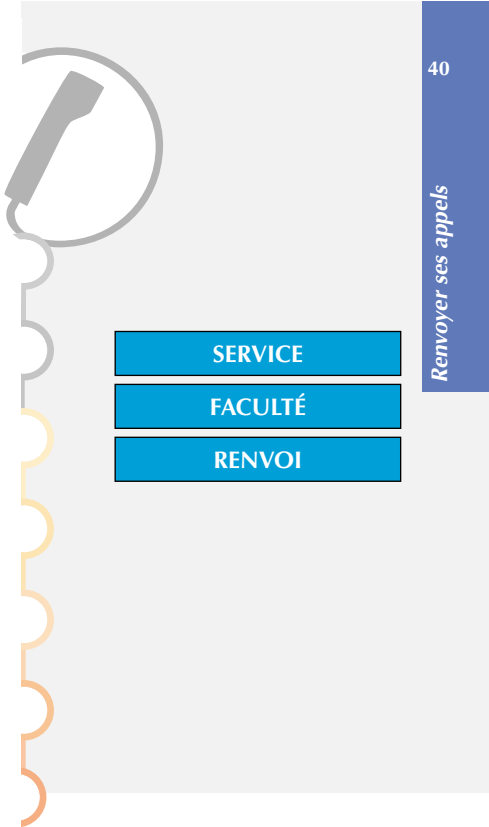 40
Renvoyer ses appels
SERVICE
FACULTÉ
RENVOI